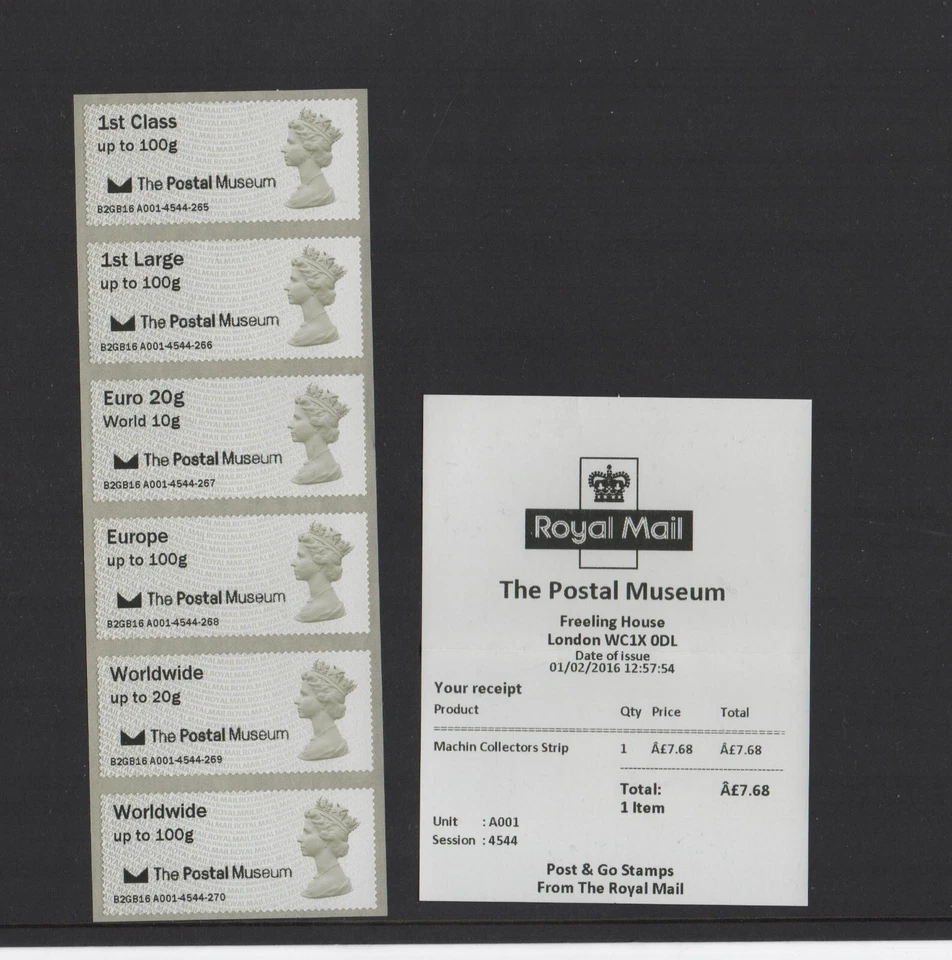 1st Class
up to 100g
The Postal Museum
B2GB16 A001-4544-265
1st Large
up to 100g
The Postal Museum
B2GB16 A001-4544-266
Euro 20g
World 10g
The Postal Museum
B2GB16 A001-4544-267
Europe
up to 100g
The Postal Museum
B2GB16 A001-4544-268
Worldwide
up to 20g
The Postal Museum
B2GB16 A001-4544-269
Worldwide
up to 100g
The Postal Museum
B2GB16 A001-4544-270
Royal Mail
The Postal Museum
Freeling House
London WC1X 0DL
Date of issue
01/02/2016 12:57:54
Your receipt
Product Qty Price Total
Machin Collectors Strip 1 Â£7.68 Â£7.68
Total: Â£7.68
1 Item
Unit : A001
Session : 4544
Post & Go Stamps
From The Royal Mail